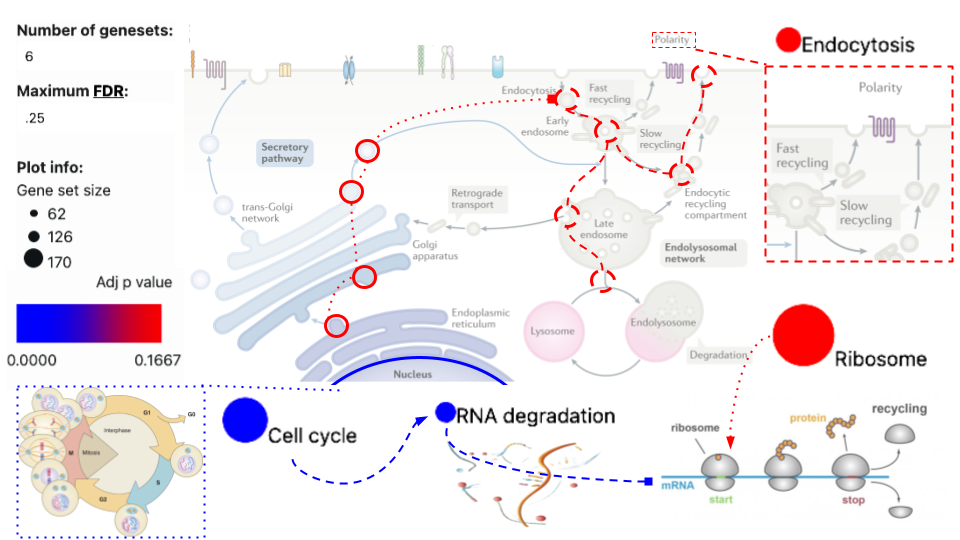 Number of genesets:
6
Maximum FDR:
.25
Plot info:
Gene set size
62
126
170
Adj p value
0.0000 0.1667
Polarity
Endocytosis
Fast
recycling
Early
endosome
Slow
recycling
Secretory
pathway
trans-Golgi
network
Retrograde
transport
Golgi
apparatus
Endocytic
recycling
compartment
Late
endosome
Endolysosomal
network
Endoplasmic
reticulum
Lysosome
Endolysosome
Degradation
Nucleus
Endocytosis
Polarity
Fast
recycling
Slow
recycling
Ribosome
G1
G0
Interphase
M
Mitosis
S
G2
Cell cycle
RNA degradation
ribosome
protein
recycling
mRNA
start
stop